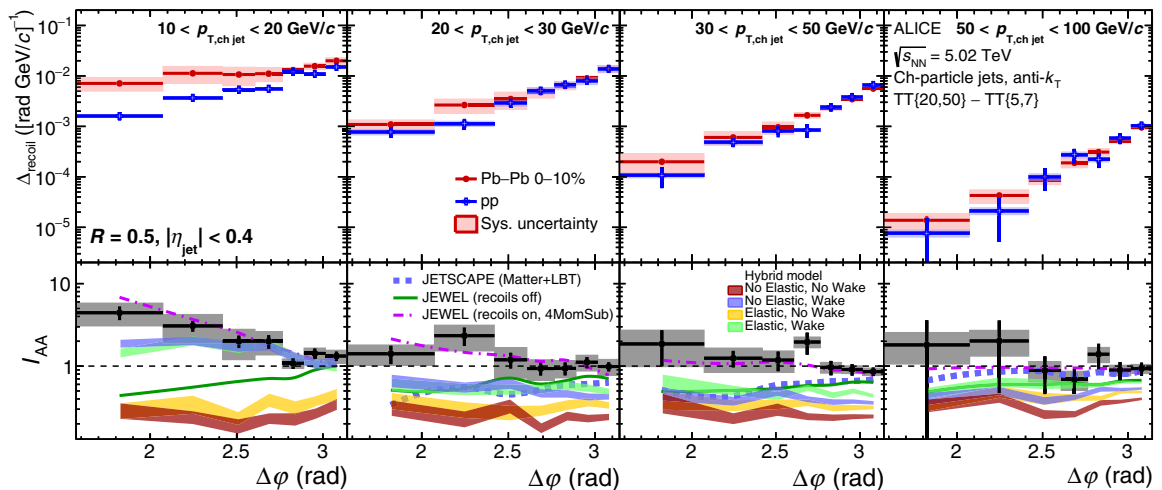 10 < p_T,ch jet < 20 GeV/c
20 < p_T,ch jet < 30 GeV/c
30 < p_T,ch jet < 50 GeV/c
50 < p_T,ch jet < 100 GeV/c
ALICE
√s_NN = 5.02 TeV
Ch-particle jets, anti-k_T
TT{20,50} − TT{5,7}
Δ_recoil ([rad GeV/c]⁻¹)
10⁻¹
10⁻²
10⁻³
10⁻⁴
10⁻⁵
Pb–Pb 0–10%
pp
Sys. uncertainty
R = 0.5, |η_jet| < 0.4
I_AA
10
1
JETSCAPE (Matter+LBT)
JEWEL (recoils off)
JEWEL (recoils on, 4MomSub)
Hybrid model
No Elastic, No Wake
No Elastic, Wake
Elastic, No Wake
Elastic, Wake
2 2.5 3 2 2.5 3 2 2.5 3 2 2.5 3
Δφ (rad) Δφ (rad) Δφ (rad) Δφ (rad)